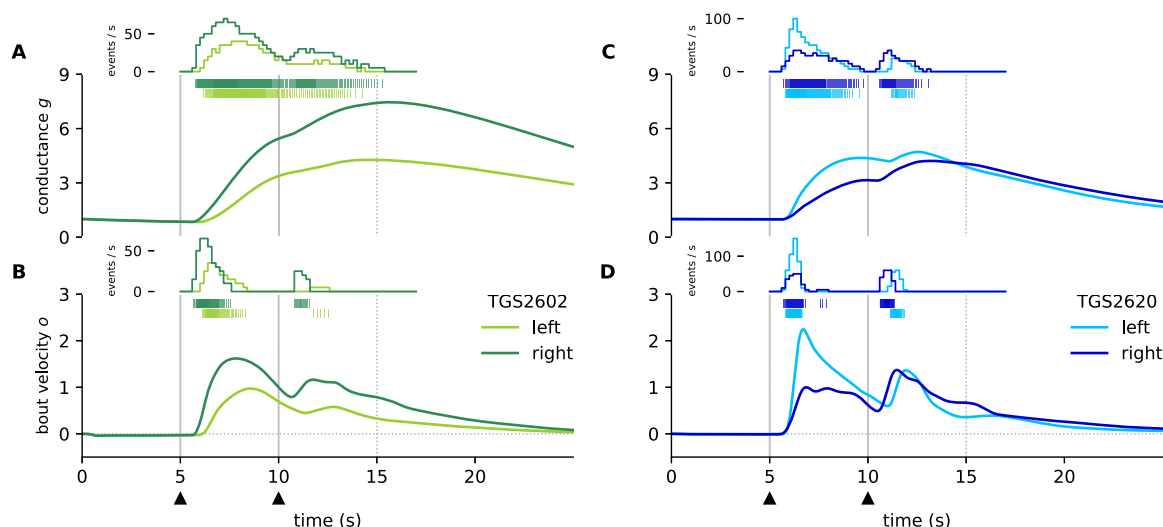 A
events / s
50
0
9
6
3
0
conductance g
C
events / s
100
0
9
6
3
0
B
events / s
50
0
3
2
1
0
bout velocity o
TGS2602
left
right
0
5
10
15
20
▲ ▲
time (s)
D
events / s
100
0
3
2
1
0
TGS2620
left
right
0
5
10
15
20
▲ ▲
time (s)